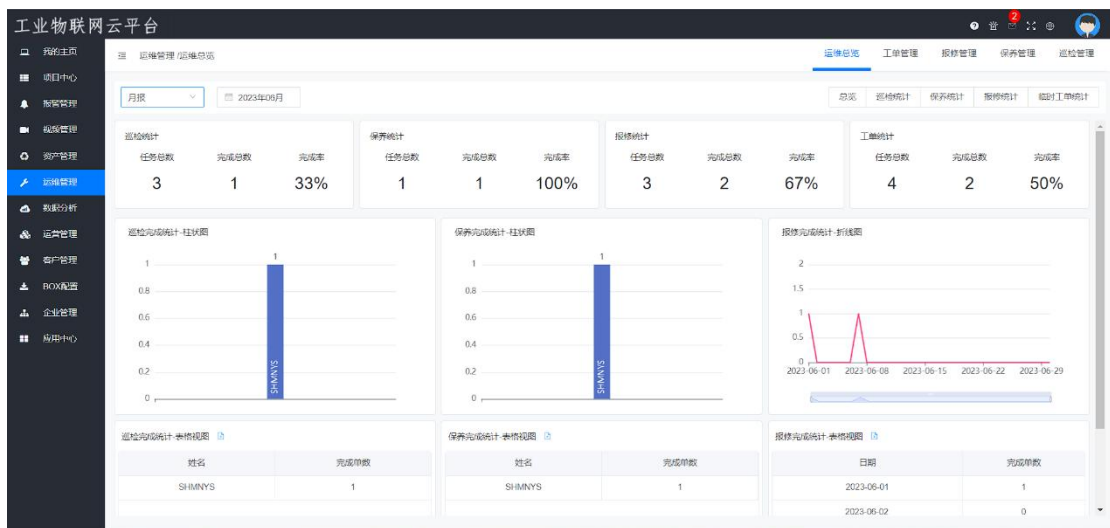 工业物联网云平台
2
我的主页
项目中心
报警管理
视频管理
资产管理
运维管理
数据分析
运营管理
客户管理
BOX配置
企业管理
应用中心
运维管理 /运维总览
运维总览 工单管理 报修管理 保养管理 巡检管理
月报 2023年06月
总览 巡检统计 保养统计 报修统计 临时工单统计
巡检统计
任务总数 完成总数 完成率
3 1 33%
保养统计
任务总数 完成总数 完成率
1 1 100%
报修统计
任务总数 完成总数 完成率
3 2 67%
工单统计
任务总数 完成总数 完成率
4 2 50%
巡检完成统计-柱状图
1
1
0.8
0.6
0.4
0.2
0
SHMNYS
保养完成统计-柱状图
1
1
0.8
0.6
0.4
0.2
0
SHMNYS
报修完成统计-折线图
2
1.5
1
0.5
0
2023-06-01 2023-06-08 2023-06-15 2023-06-22 2023-06-29
巡检完成统计-表格视图
姓名 完成单数
SHMNYS 1
保养完成统计-表格视图
姓名 完成单数
SHMNYS 1
报修完成统计-表格视图
日期 完成单数
2023-06-01 1
2023-06-02 0